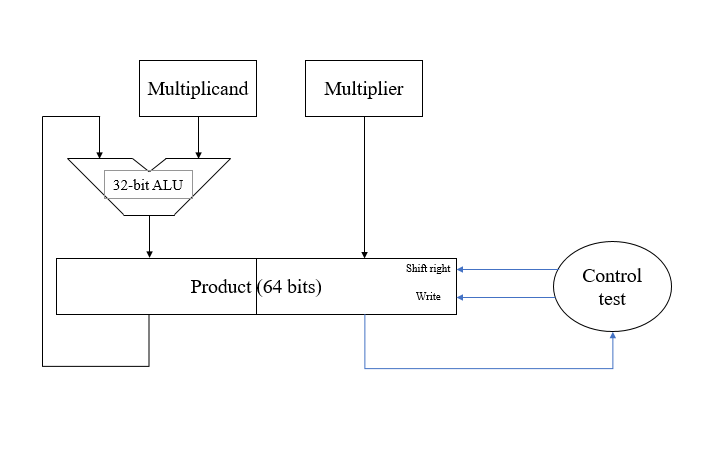 Multiplicand
Multiplier
32-bit ALU
Product (64 bits)
Shift right
Write
Control
test